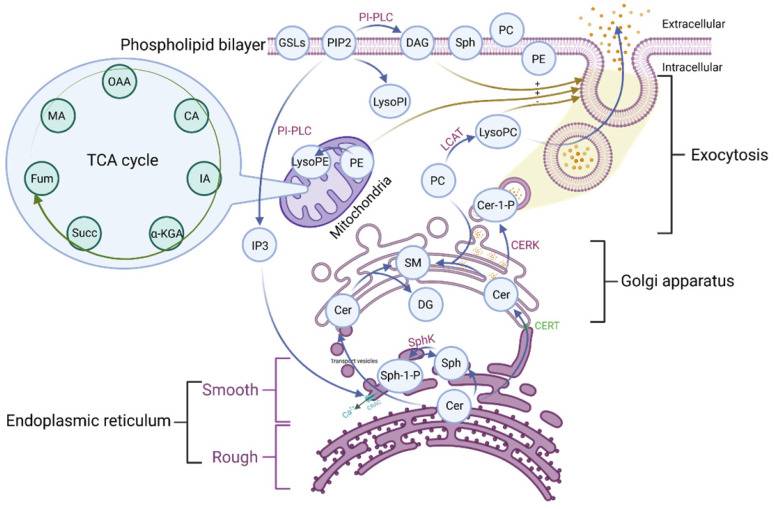 Extracellular
PI-PLC
PC
Phospholipid bilayer
GSLs
PIP2
DAG
Sph
PE
Intracellular
OAA
MA
CA
TCA cycle
Fum
IA
Succ
α-KGA
LysoPI
+
+
-
PI-PLC
LysoPE
PE
Mitochondria
LCAT
LysoPC
PC
Exocytosis
Cer-1-P
CERK
IP3
SM
Golgi apparatus
Cer
DG
Cer
CERT
SphK
Transport vesicles
Sph
Sph-1-P
Ca²⁺
Smooth
Cer
Endoplasmic reticulum
Rough